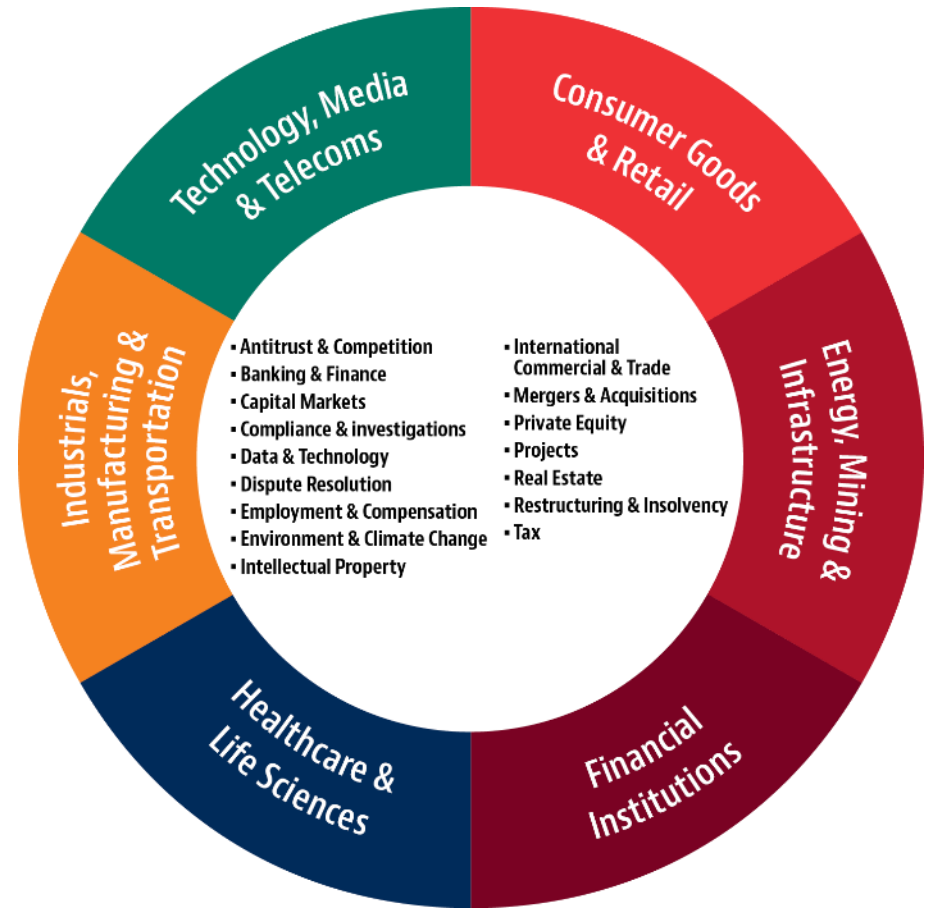 Technology, Media
& Telecoms
Consumer Goods
& Retail
Energy, Mining &
Infrastructure
Financial
Institutions
Healthcare &
Life Sciences
Industrials,
Manufacturing &
Transportation
▪ Antitrust & Competition
▪ Banking & Finance
▪ Capital Markets
▪ Compliance & investigations
▪ Data & Technology
▪ Dispute Resolution
▪ Employment & Compensation
▪ Environment & Climate Change
▪ Intellectual Property
▪ International
Commercial & Trade
▪ Mergers & Acquisitions
▪ Private Equity
▪ Projects
▪ Real Estate
▪ Restructuring & Insolvency
▪ Tax